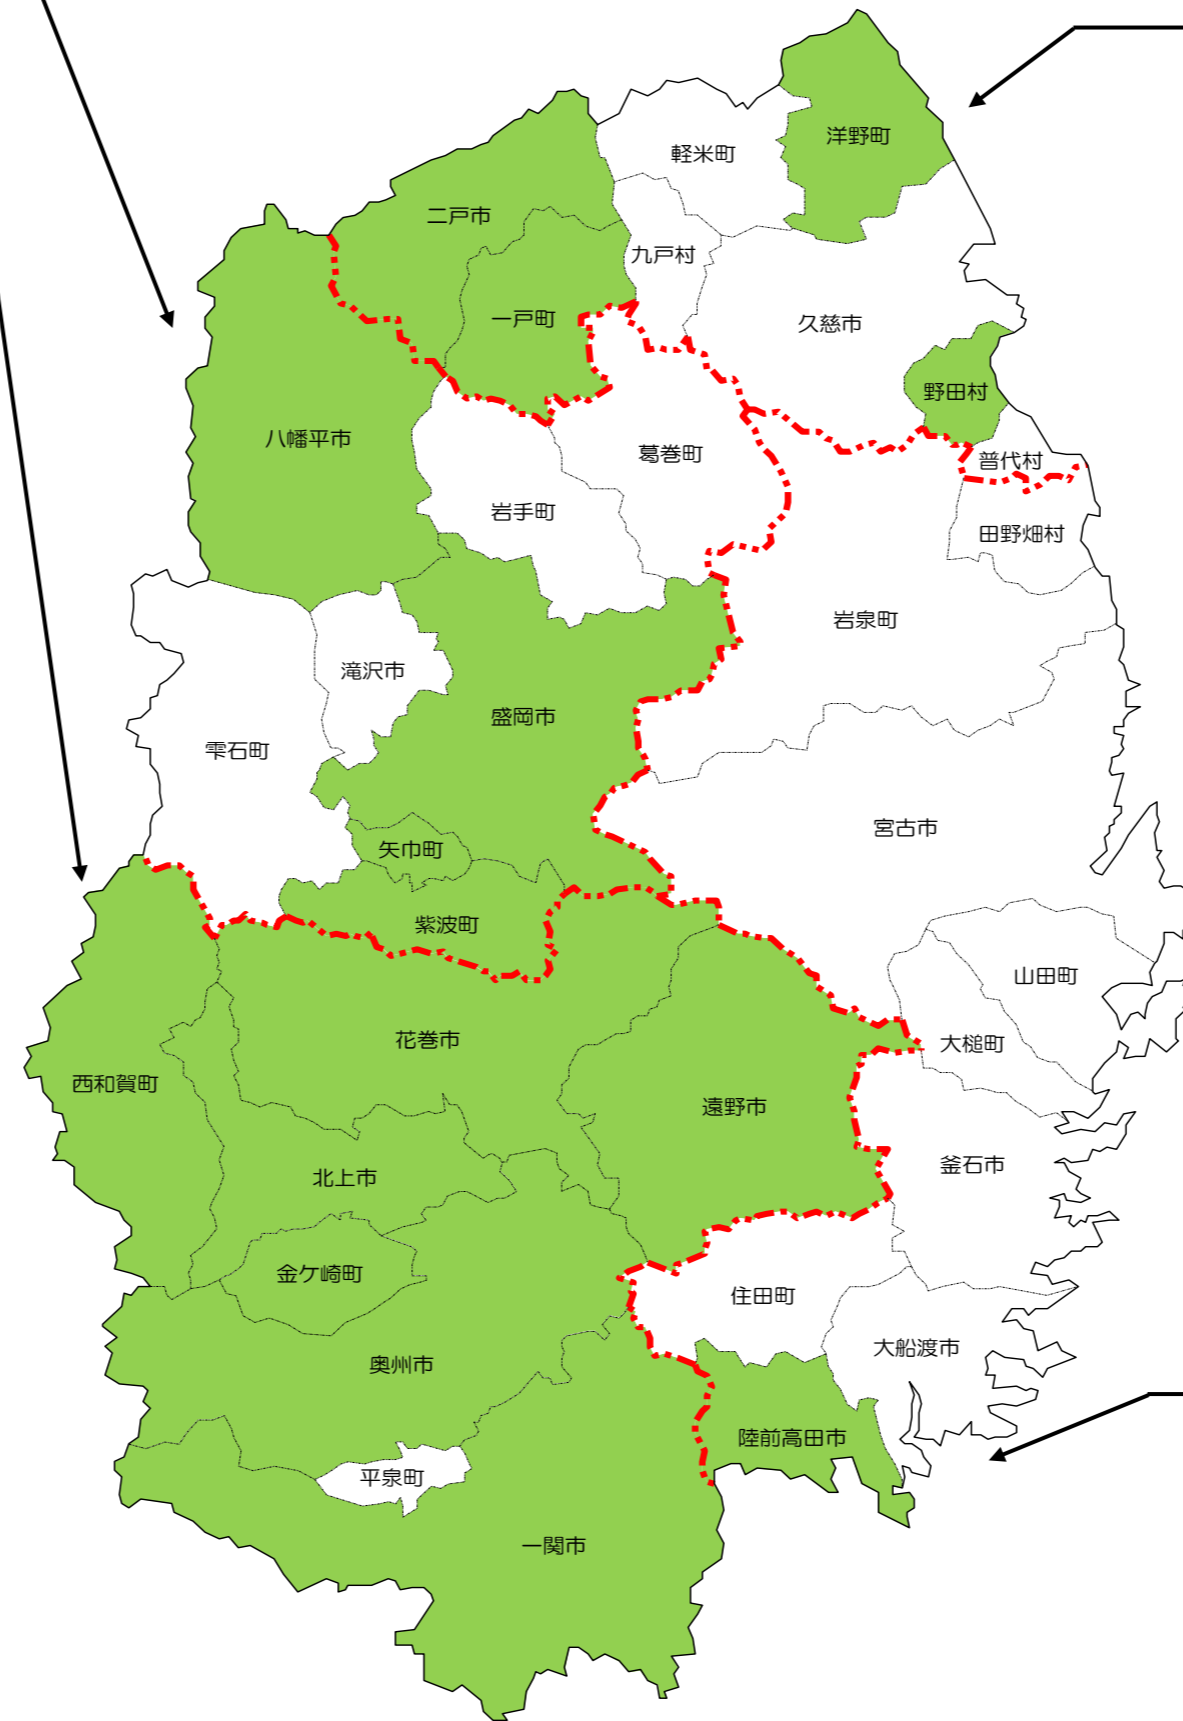 洋野町
軽米町
二戸市
九戸村
一戸町
久慈市
野田村
八幡平市
葛巻町
普代村
岩手町
田野畑村
岩泉町
滝沢市
盛岡市
雫石町
宮古市
矢巾町
紫波町
山田町
花巻市
大槌町
西和賀町
遠野市
釜石市
北上市
金ケ崎町
住田町
大船渡市
奥州市
陸前高田市
平泉町
一関市